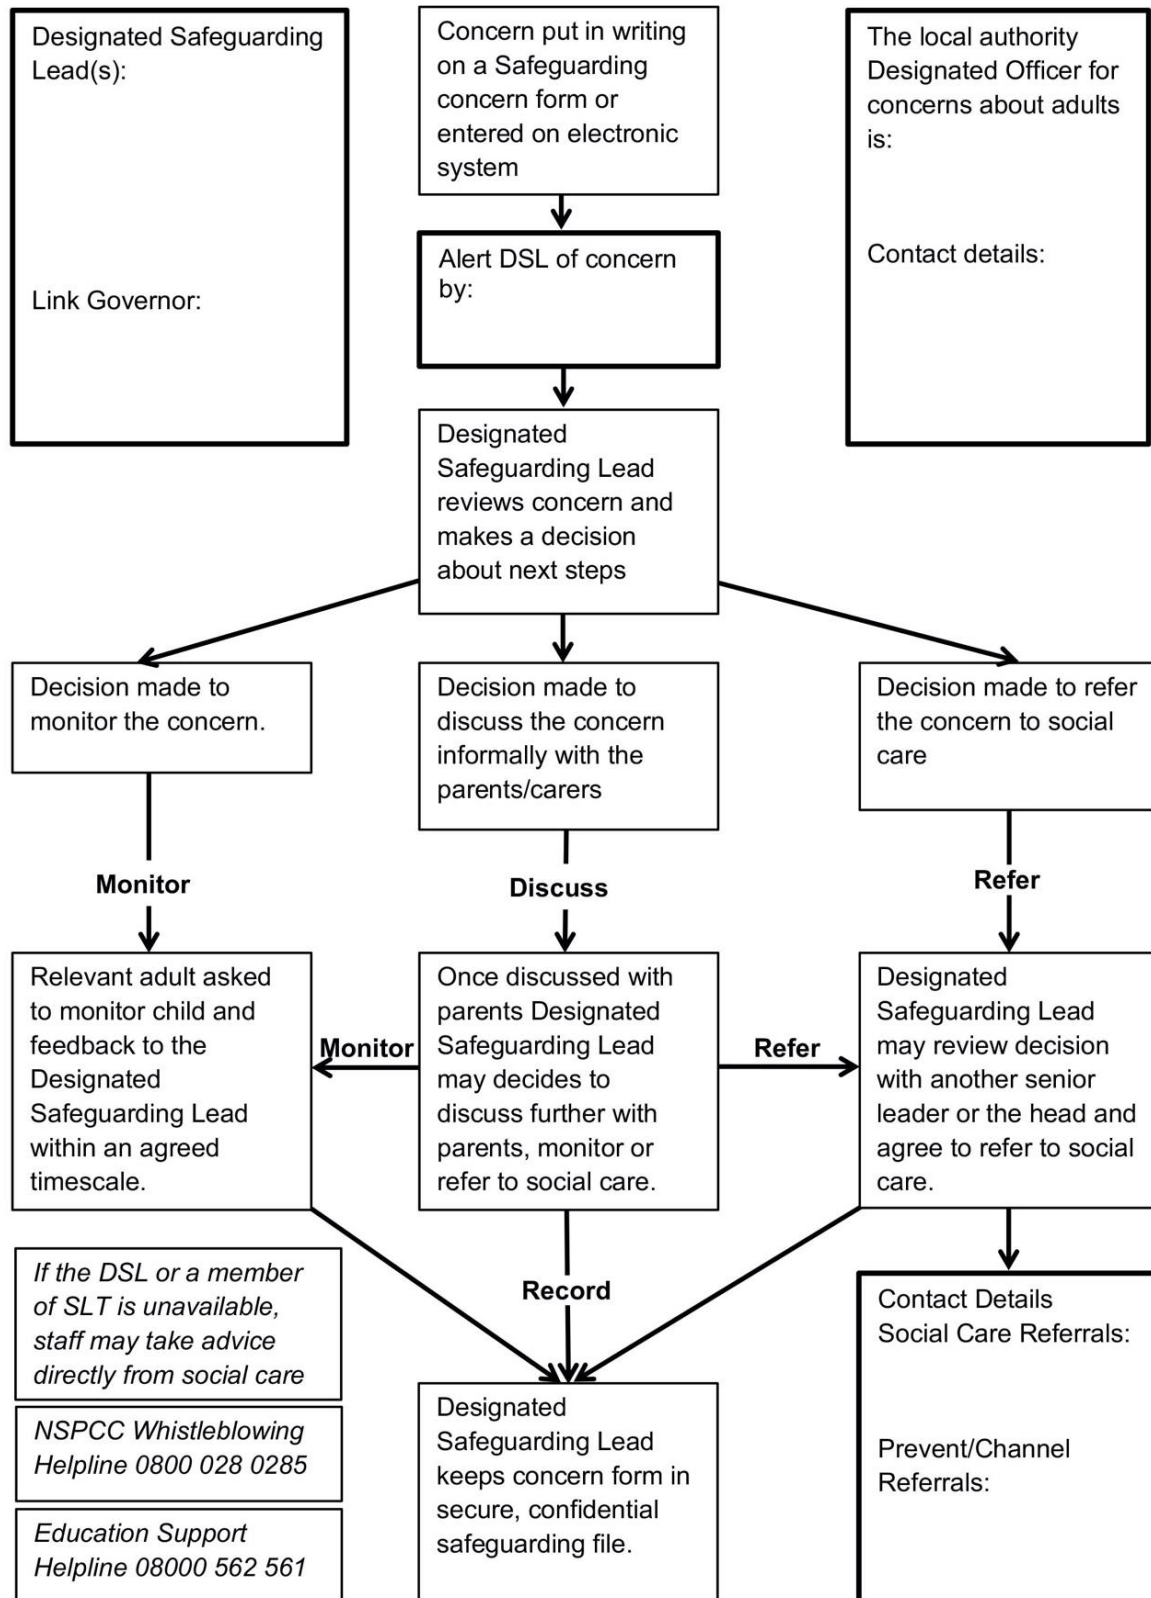 Designated Safeguarding
Lead(s):
Link Governor:
Concern put in writing
on a Safeguarding
concern form or
entered on electronic
system
The local authority
Designated Officer for
concerns about adults
is:
Contact details:
Alert DSL of concern
by:
Designated
Safeguarding Lead
reviews concern and
makes a decision
about next steps
Decision made to
monitor the concern.
Decision made to
discuss the concern
informally with the
parents/carers
Decision made to refer
the concern to social
care
Monitor
Discuss
Refer
Relevant adult asked
to monitor child and
feedback to the
Designated
Safeguarding Lead
within an agreed
timescale.
Monitor
Once discussed with
parents Designated
Safeguarding Lead
may decides to
discuss further with
parents, monitor or
refer to social care.
Refer
Designated
Safeguarding Lead
may review decision
with another senior
leader or the head and
agree to refer to social
care.
If the DSL or a member
of SLT is unavailable,
staff may take advice
directly from social care
NSPCC Whistleblowing
Helpline 0800 028 0285
Education Support
Helpline 08000 562 561
Record
Designated
Safeguarding Lead
keeps concern form in
secure, confidential
safeguarding file.
Contact Details
Social Care Referrals:
Prevent/Channel
Referrals: